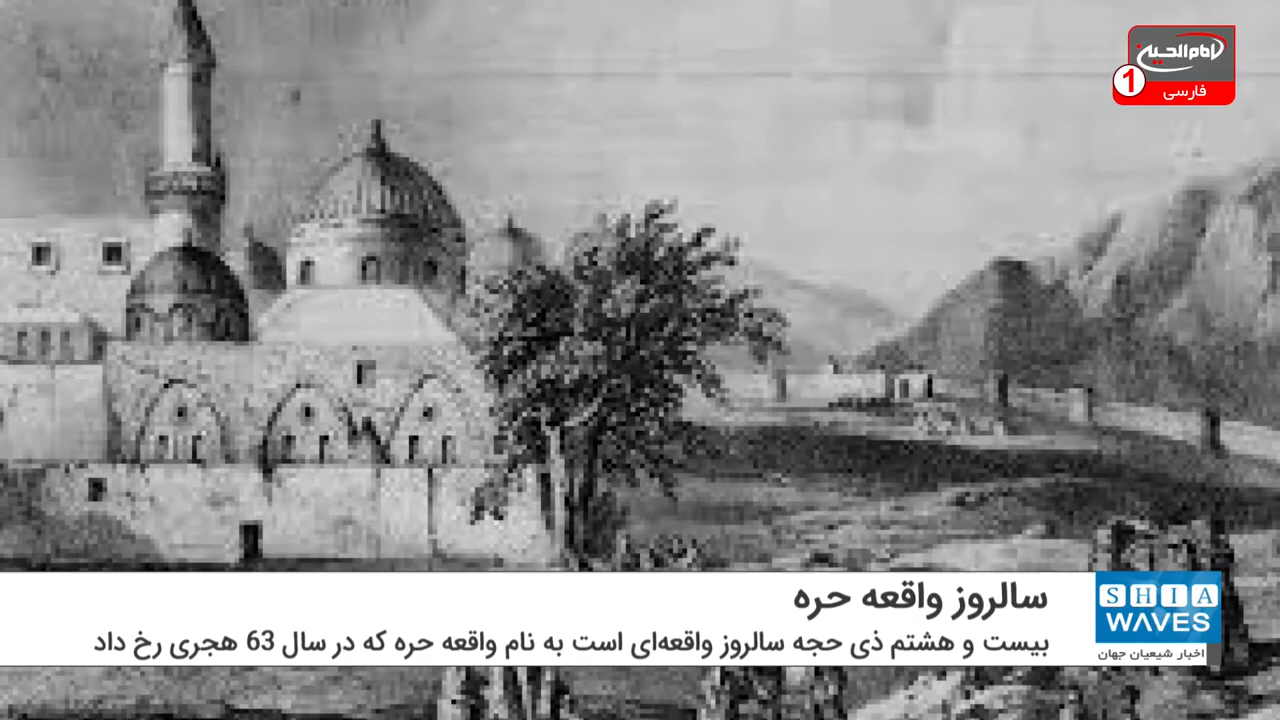 امام الحسین
1
فارسی
سالروز واقعه حره
بیست و هشتم ذی حجه سالروز واقعه‌ای است به نام واقعه حره که در سال 63 هجری رخ داد
SHIA
WAVES
اخبار شیعیان جهان